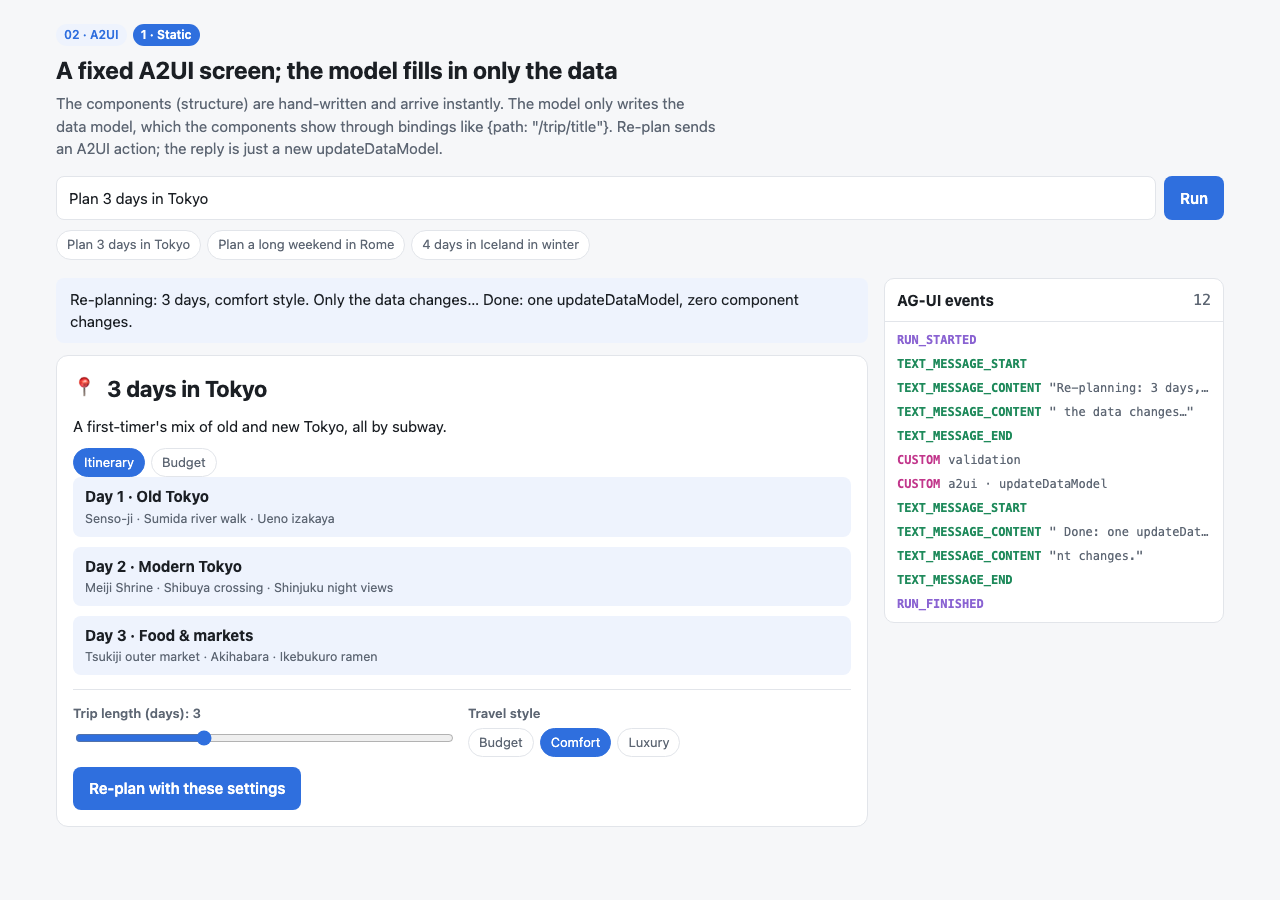 02 · A2UI
1 · Static
A fixed A2UI screen; the model fills in only the data
The components (structure) are hand-written and arrive instantly. The model only writes the
data model, which the components show through bindings like {path: "/trip/title"}. Re-plan sends
an A2UI action; the reply is just a new updateDataModel.
Plan 3 days in Tokyo
Run
Plan 3 days in Tokyo
Plan a long weekend in Rome
4 days in Iceland in winter
Re-planning: 3 days, comfort style. Only the data changes… Done: one updateDataModel, zero component
changes.
3 days in Tokyo
A first-timer's mix of old and new Tokyo, all by subway.
Itinerary
Budget
Day 1 · Old Tokyo
Senso-ji · Sumida river walk · Ueno izakaya
Day 2 · Modern Tokyo
Meiji Shrine · Shibuya crossing · Shinjuku night views
Day 3 · Food & markets
Tsukiji outer market · Akihabara · Ikebukuro ramen
Trip length (days): 3
Travel style
Budget
Comfort
Luxury
Re-plan with these settings
AG-UI events
12
RUN_STARTED
TEXT_MESSAGE_START
TEXT_MESSAGE_CONTENT "Re-planning: 3 days,…
TEXT_MESSAGE_CONTENT " the data changes…"
TEXT_MESSAGE_END
CUSTOM validation
CUSTOM a2ui · updateDataModel
TEXT_MESSAGE_START
TEXT_MESSAGE_CONTENT " Done: one updateDat…
TEXT_MESSAGE_CONTENT "nt changes."
TEXT_MESSAGE_END
RUN_FINISHED